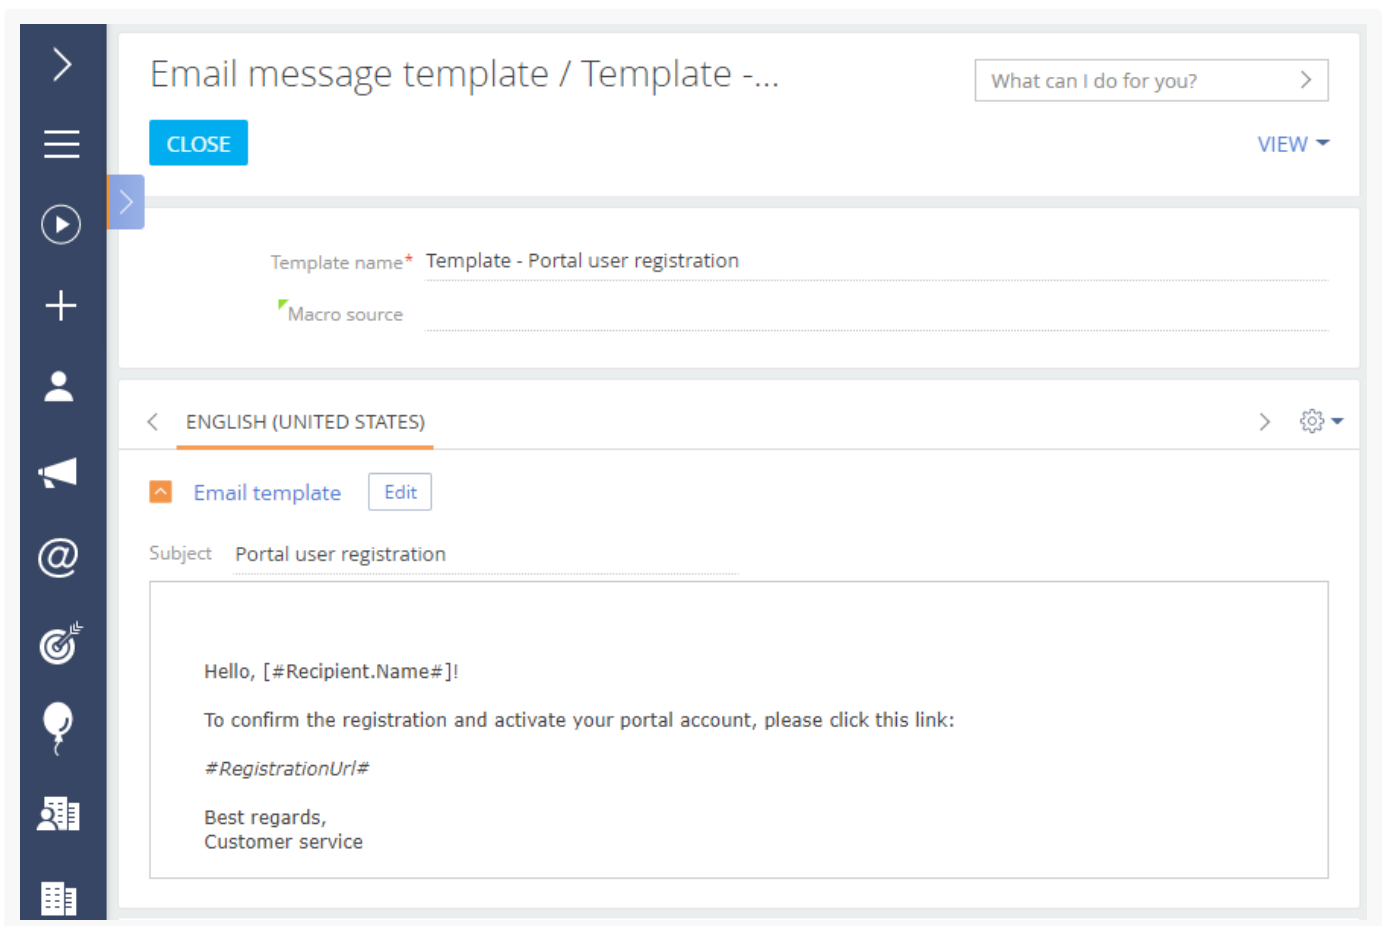 Email message template / Template -...
What can I do for you?
CLOSE
VIEW
Template name* Template - Portal user registration
Macro source
ENGLISH (UNITED STATES)
Email template Edit
Subject Portal user registration
Hello, [#Recipient.Name#]!
To confirm the registration and activate your portal account, please click this link:
#RegistrationUrl#
Best regards,
Customer service